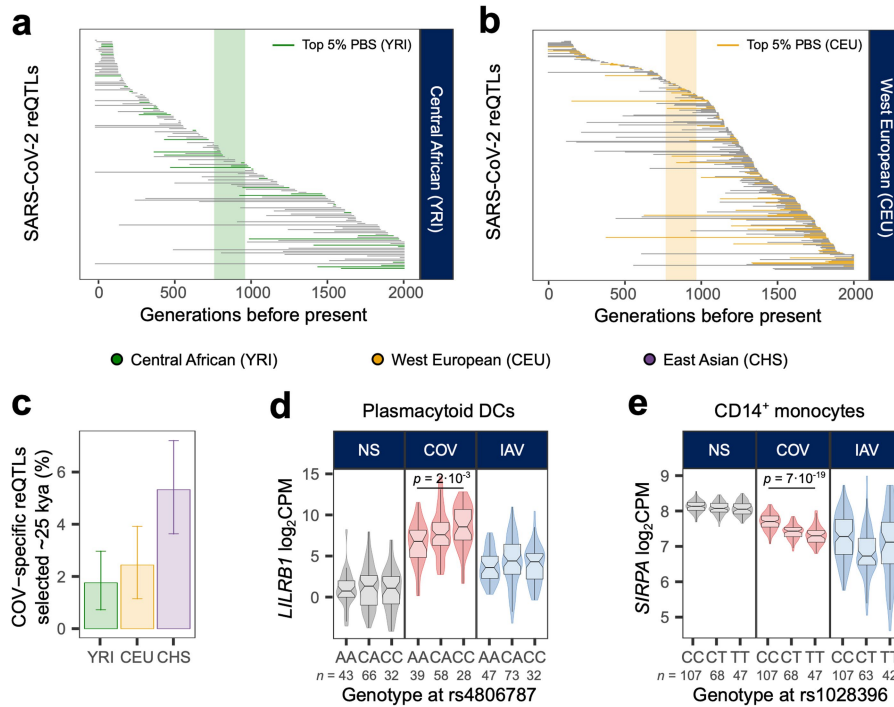 a
Top 5% PBS (YRI)
SARS-CoV-2 reQTLs
Central African (YRI)
0 500 1000 1500 2000
Generations before present
b
Top 5% PBS (CEU)
SARS-CoV-2 reQTLs
West European (CEU)
0 500 1000 1500 2000
Generations before present
Central African (YRI) West European (CEU) East Asian (CHS)
c
COV−specific reQTLs
selected ~25 kya (%)
6
4
2
0
YRI CEU CHS
d
Plasmacytoid DCs
NS COV IAV
p = 2·10⁻³
LILRB1 log₂CPM
15
10
5
0
AA CA CC AA CA CC AA CA CC
n = 43 66 32 39 58 28 47 73 32
Genotype at rs4806787
e
CD14⁺ monocytes
NS COV IAV
p = 7·10⁻¹⁹
SIRPA log₂CPM
9
8
7
6
5
CC CT TT CC CT TT CC CT TT
n = 107 68 47 107 68 47 107 63 42
Genotype at rs1028396